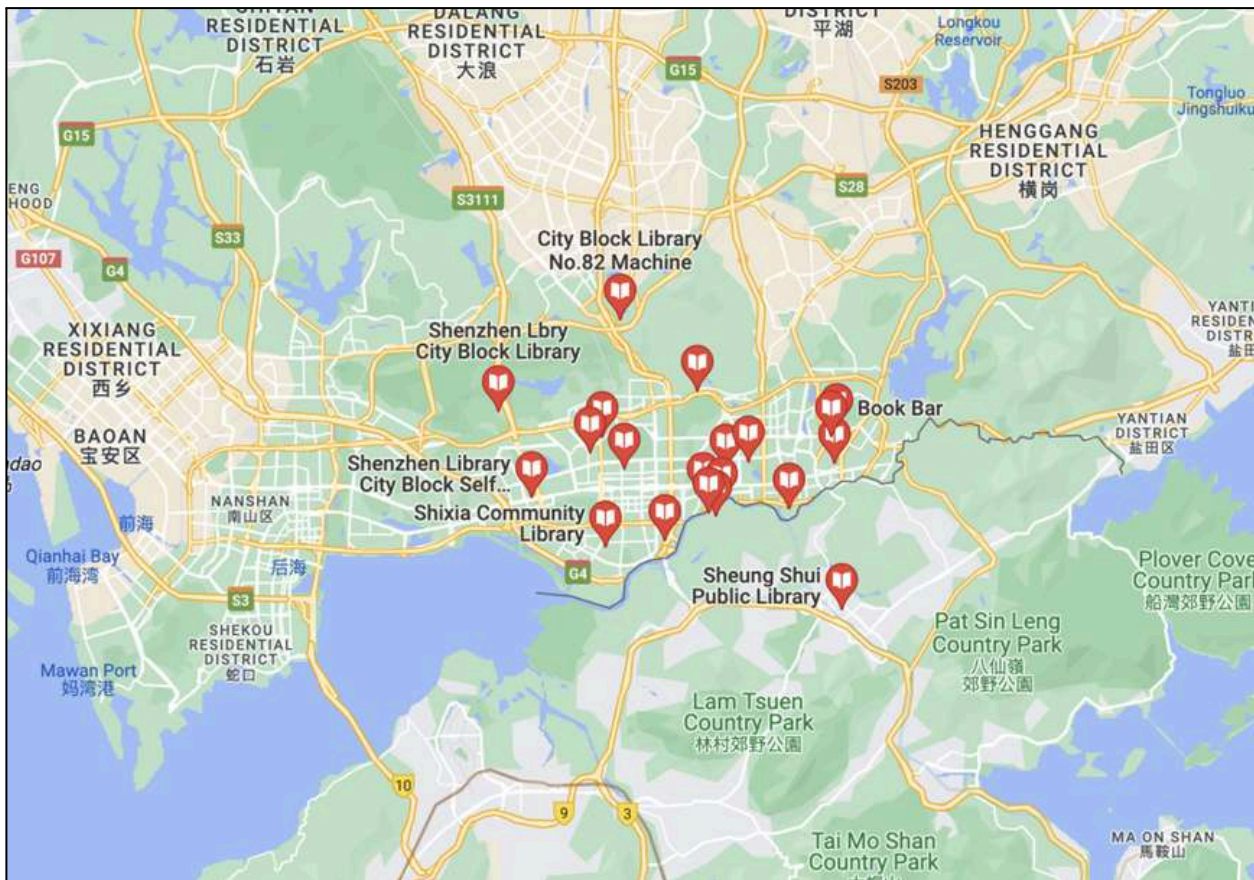 RESIDENTIAL
DISTRICT
石岩
DALANG
RESIDENTIAL
DISTRICT
大浪
DISTRICT
平湖
Longkou
Reservoir
G15
S203
Tongluo
Jingshuiku
G15
HENGGANG
RESIDENTIAL
DISTRICT
横岗
ENG
HOOD
S3111
S28
S33
G107
G4
City Block Library
No.82 Machine
XIXIANG
RESIDENTIAL
DISTRICT
西乡
Shenzhen Lbry
City Block Library
YANTI
RESIDEN
DISTR
盐田
Book Bar
YANTIAN
DISTRICT
盐田区
BAOAN
宝安区
Shenzhen Library
City Block Self...
NANSHAN
南山区
Shixia Community
Library
前海
Qianhai Bay
前海湾
后海
G4
S3
Sheung Shui
Public Library
Plover Cove
Country Park
船灣郊野公園
SHEKOU
RESIDENTIAL
DISTRICT
蛇口
Pat Sin Leng
Country Park
八仙嶺
郊野公園
Mawan Port
妈湾港
Lam Tsuen
Country Park
林村郊野公園
10
9
3
Tai Mo Shan
Country Park
MA ON SHAN
馬鞍山